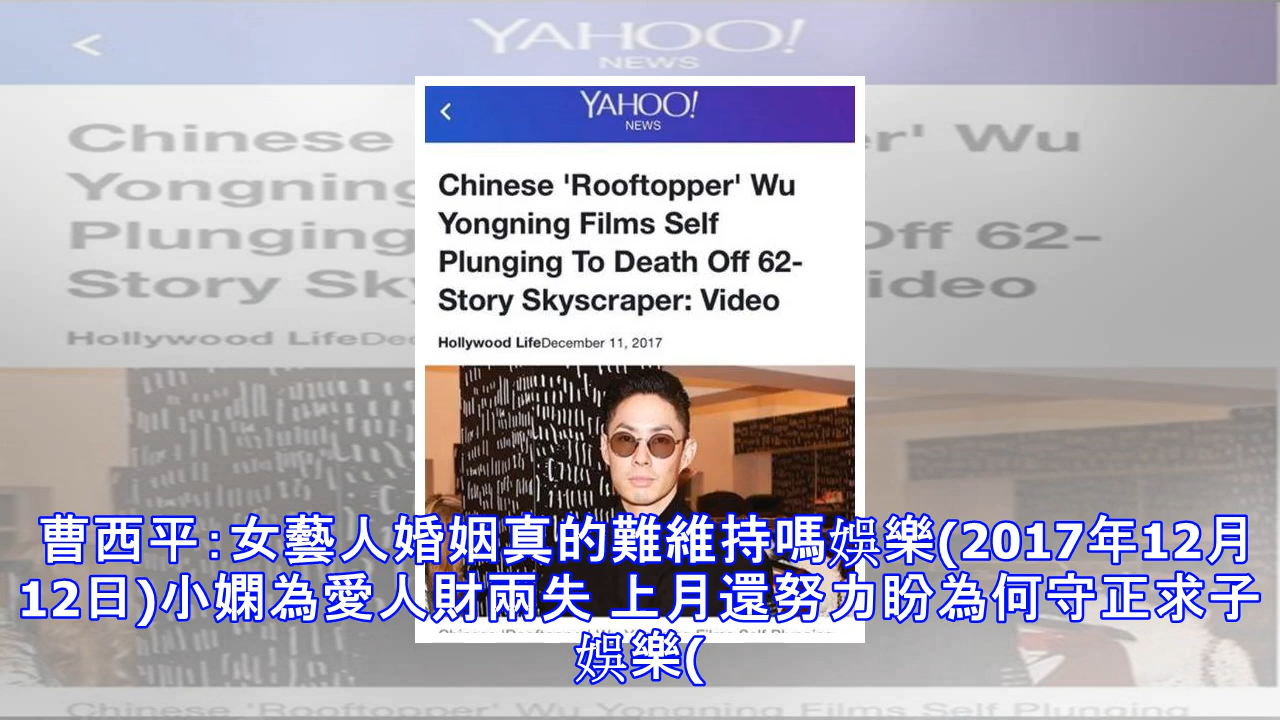 YAHOO!
NEWS
Chinese 'Rooftopper' Wu
Yongning Films Self
Plunging To Death Off 62-
Story Skyscraper: Video
Hollywood LifeDecember 11, 2017
曹西平：女藝人婚姻真的難維持嗎娛樂(2017年12月
12日)小嫻為愛人財兩失 上月還努力盼為何守正求子
娛樂(